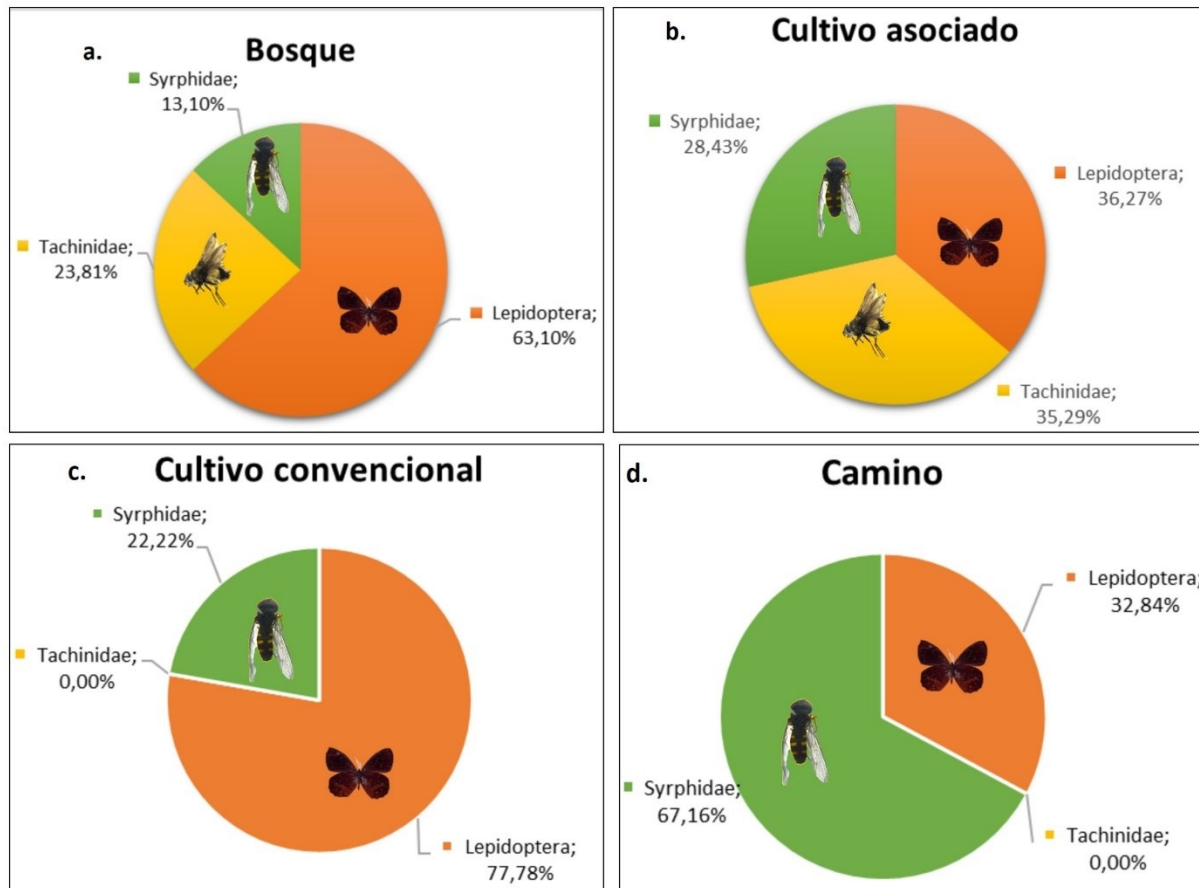 a.
Bosque
Syrphidae;
13,10%
Tachinidae;
23,81%
Lepidoptera;
63,10%
b.
Cultivo asociado
Syrphidae;
28,43%
Lepidoptera;
36,27%
Tachinidae;
35,29%
c.
Cultivo convencional
Syrphidae;
22,22%
Tachinidae;
0,00%
Lepidoptera;
77,78%
d.
Camino
Lepidoptera;
32,84%
Syrphidae;
67,16%
Tachinidae;
0,00%